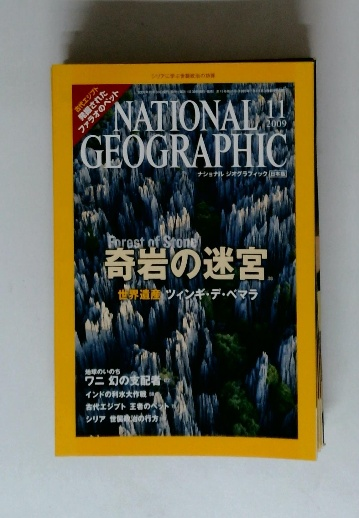 古代エジプト
発掘された
ファラオのペット
NATIONAL
GEOGRAPHIC
11
2009
ナショナル ジオグラフィック 日本版
Forest of Stone
奇岩の迷宮
世界遺産 ツィンギ・デ・ベマラ
地球のいのち
ワニ 幻の支配者
インドの利水大作戦
古代エジプト 王者のペット
シリア 世襲政治の行方